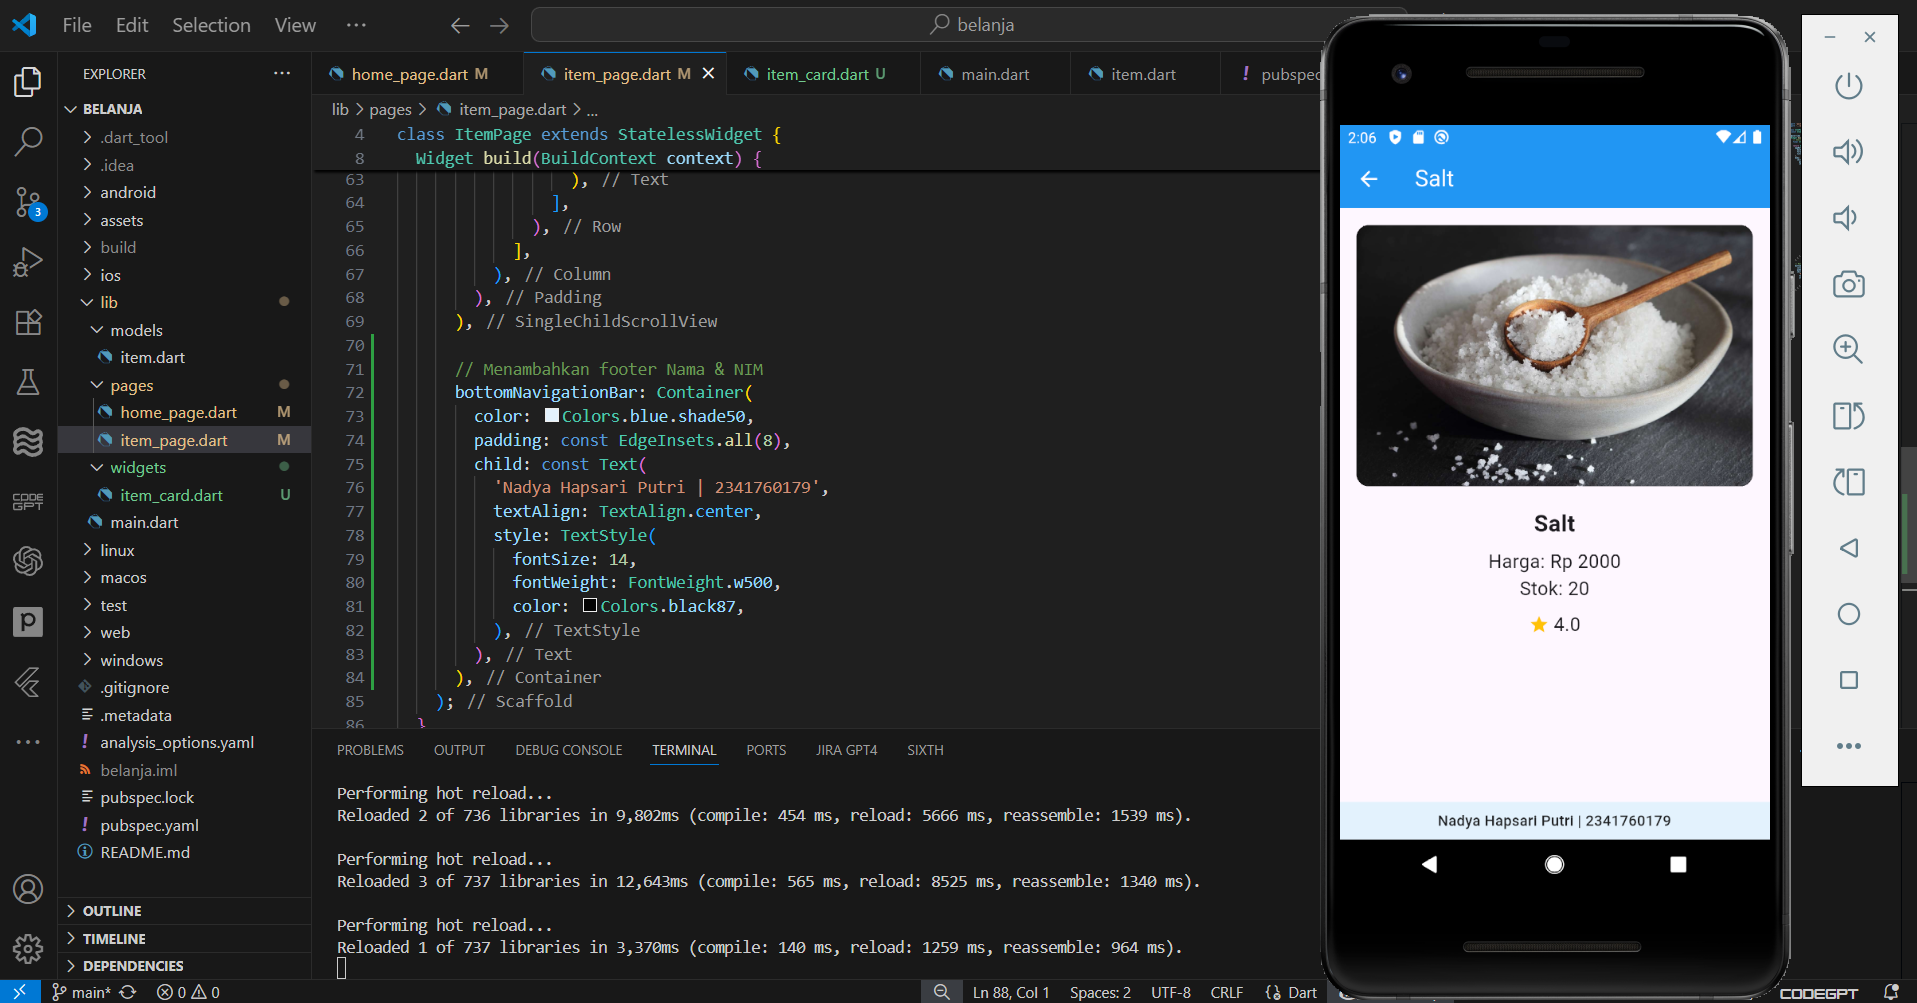 File Edit Selection View ...
belanja
EXPLORER ...
BELANJA
.dart_tool
.idea
android
assets
build
ios
lib
models
item.dart
pages
home_page.dart M
item_page.dart M
widgets
item_card.dart U
main.dart
linux
macos
test
web
windows
.gitignore
.metadata
analysis_options.yaml
belanja.iml
pubspec.lock
pubspec.yaml
README.md
OUTLINE
TIMELINE
DEPENDENCIES
3
CODE GPT
home_page.dart M
item_page.dart M
item_card.dart U
main.dart
item.dart
! pubspec
lib > pages > item_page.dart > ...
4 class ItemPage extends StatelessWidget {
8 Widget build(BuildContext context) {
63 ), // Text
64 ],
65 ), // Row
66 ],
67 ), // Column
68 ), // Padding
69 ), // SingleChildScrollView
70
71 // Menambahkan footer Nama & NIM
72 bottomNavigationBar: Container(
73 color: Colors.blue.shade50,
74 padding: const EdgeInsets.all(8),
75 child: const Text(
76 'Nadya Hapsari Putri | 2341760179',
77 textAlign: TextAlign.center,
78 style: TextStyle(
79 fontSize: 14,
80 fontWeight: FontWeight.w500,
81 color: Colors.black87,
82 ), // TextStyle
83 ), // Text
84 ), // Container
85 ); // Scaffold
86 }
PROBLEMS OUTPUT DEBUG CONSOLE TERMINAL PORTS JIRA GPT4 SIXTH
Performing hot reload...
Reloaded 2 of 736 libraries in 9,802ms (compile: 454 ms, reload: 5666 ms, reassemble: 1539 ms).
Performing hot reload...
Reloaded 3 of 737 libraries in 12,643ms (compile: 565 ms, reload: 8525 ms, reassemble: 1340 ms).
Performing hot reload...
Reloaded 1 of 737 libraries in 3,370ms (compile: 140 ms, reload: 1259 ms, reassemble: 964 ms).
main* 0 0
Ln 88, Col 1 Spaces: 2 UTF-8 CRLF {} Dart
CODEGPT
2:06
Salt
Salt
Harga: Rp 2000
Stok: 20
4.0
Nadya Hapsari Putri | 2341760179